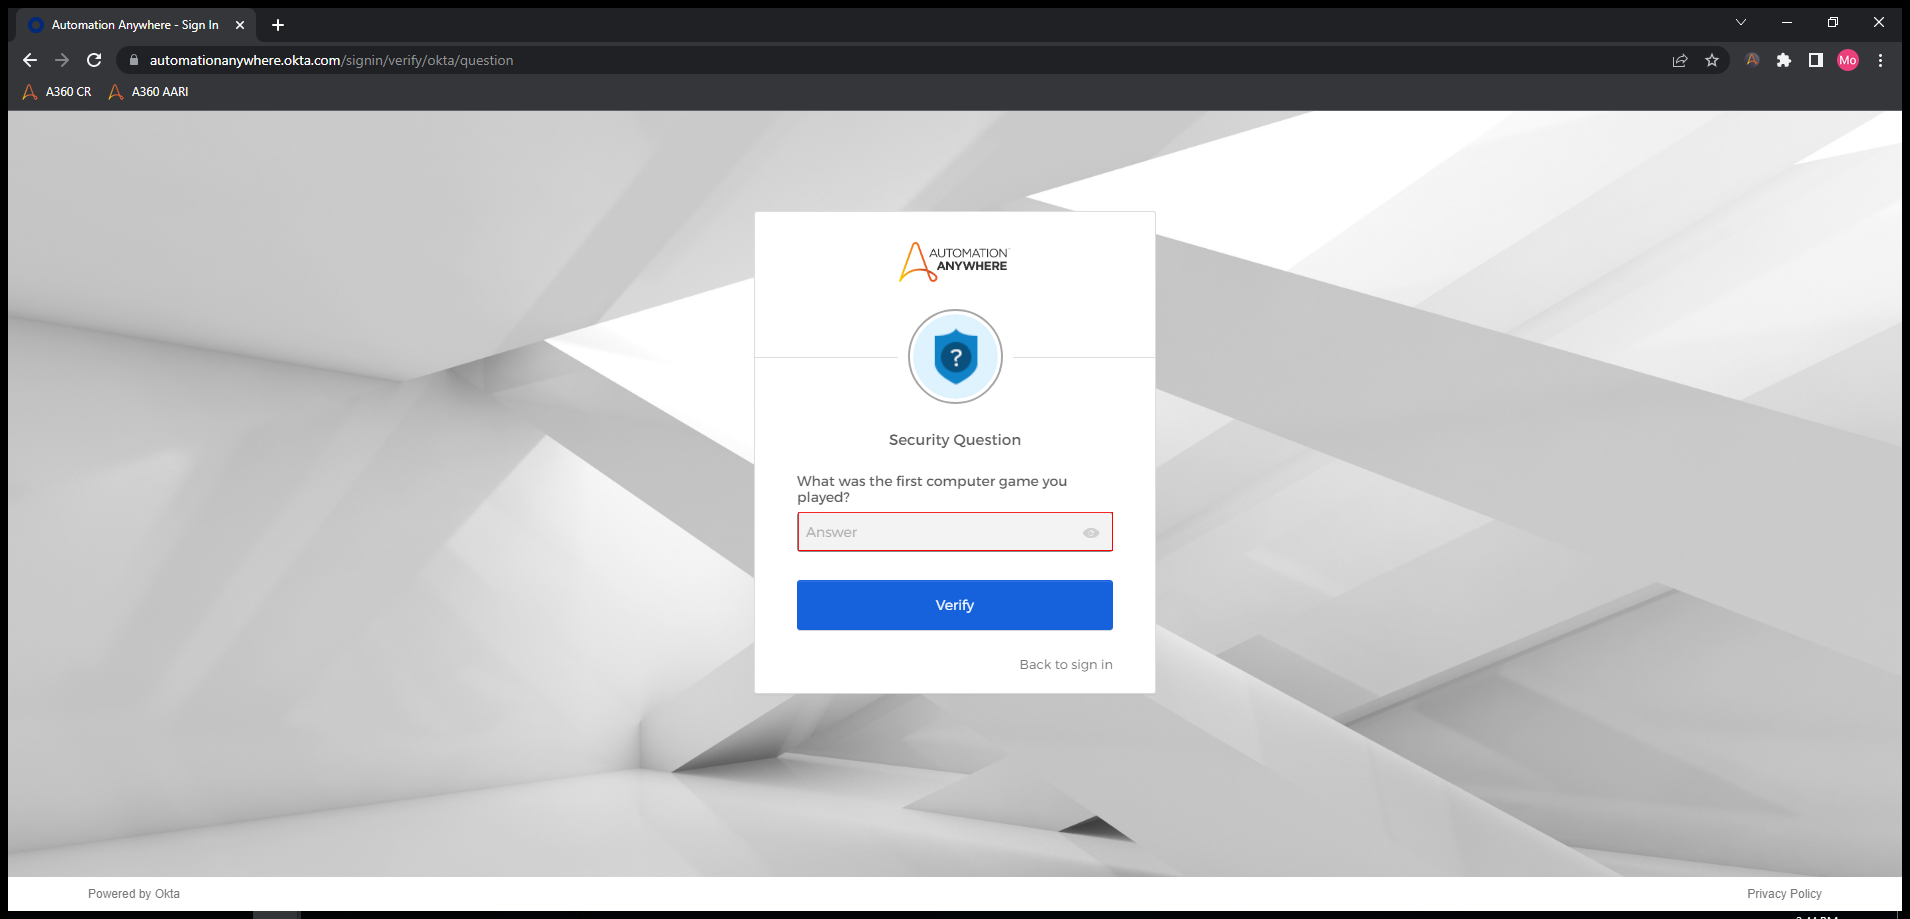 Automation Anywhere - Sign In
automationanywhere.okta.com/signin/verify/okta/question
Mo
A360 CR
A360 AARI
AUTOMATION
ANYWHERE
?
Security Question
What was the first computer game you
played?
Answer
Verify
Back to sign in
Powered by Okta
Privacy Policy